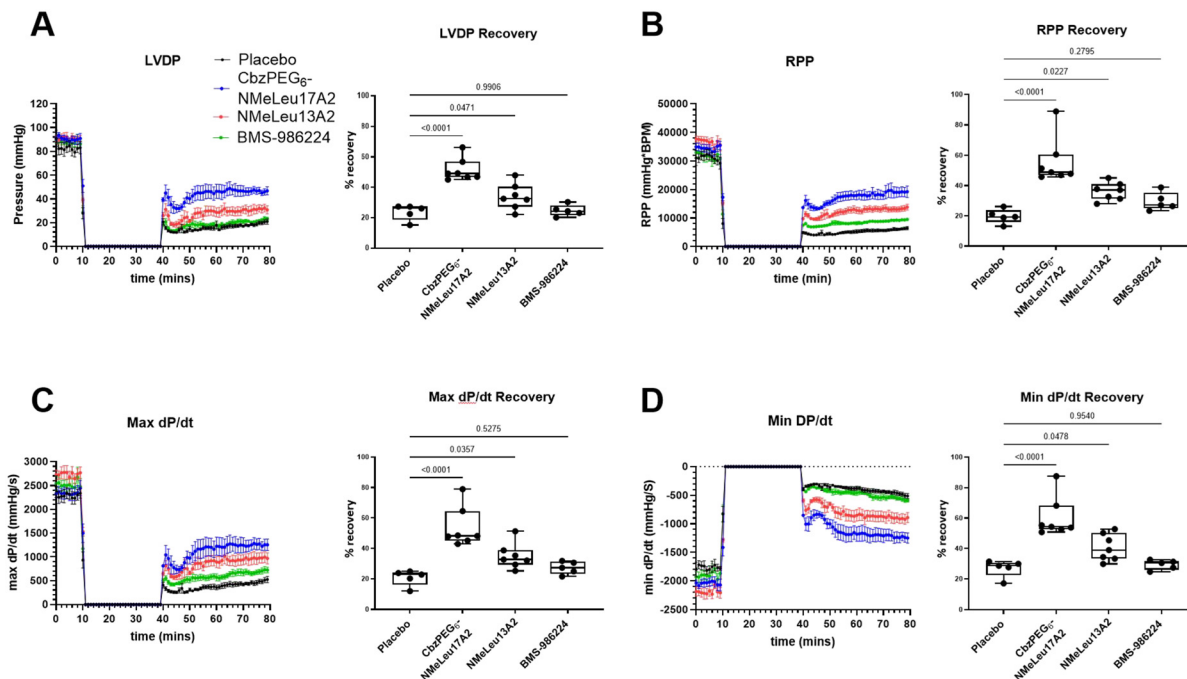 A
LVDP
Placebo
CbzPEG6-
NMeLeu17A2
NMeLeu13A2
BMS-986224
Pressure (mmHg)
120
100
80
60
40
20
0
0 10 20 30 40 50 60 70 80
time (mins)
LVDP Recovery
0.9906
0.0471
<0.0001
% recovery
100
80
60
40
20
0
Placebo
CbzPEG6-
NMeLeu17A2
NMeLeu13A2
BMS-986224
B
RPP
RPP (mmHg*BPM)
50000
40000
30000
20000
10000
0
0 10 20 30 40 50 60 70 80
time (min)
RPP Recovery
0.2795
0.0227
<0.0001
% recovery
100
80
60
40
20
0
Placebo
CbzPEG6-
NMeLeu17A2
NMeLeu13A2
BMS-986224
C
Max dP/dt
max dP/dt (mmHg/s)
3000
2500
2000
1500
1000
500
0
0 10 20 30 40 50 60 70 80
time (mins)
Max dP/dt Recovery
0.5275
0.0357
<0.0001
% recovery
100
80
60
40
20
0
Placebo
CbzPEG6-
NMeLeu17A2
NMeLeu13A2
BMS-986224
D
Min DP/dt
min dP/dt (mmHg/S)
0
-500
-1000
-1500
-2000
-2500
0 10 20 30 40 50 60 70 80
time (mins)
Min dP/dt Recovery
0.9540
0.0478
<0.0001
% recovery
100
80
60
40
20
0
Placebo
CbzPEG6-
NMeLeu17A2
NMeLeu13A2
BMS-986224